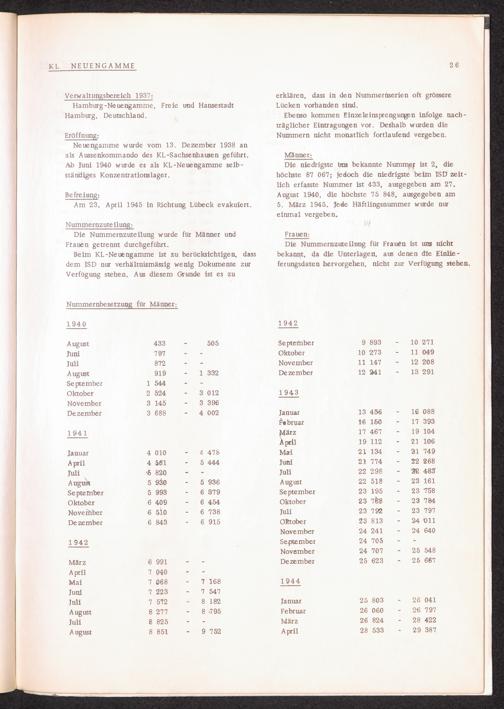 KL NEUENGAMME
26
Verwaltungsbereich 1937:
Hamburg-Neuengamme, Freie und Hansestadt
Hamburg, Deutschland.
Eröffnung:
Neuengamme wurde vom 13. Dezember 1938 an
als Aussenkommando des KL-Sachsenhausen geführt.
Ab Juni 1940 wurde es als KL-Neuengamme selb-
ständiges Konzentrationslager.
Befreiung:
Am 23. April 1945 in Richtung Lübeck evakuiert.
Nummernzuteilung:
Die Nummernzuteilung wurde für Männer und
Frauen getrennt durchgeführt.
Beim KL-Neuengamme ist zu berücksichtigen, dass
dem ISD nur verhältnismässig wenig Dokumente zur
Verfügung stehen. Aus diesem Grunde ist es zu
erklären, dass in den Nummernserien oft grössere
Lücken vorhanden sind.
Ebenso kommen Einzeleinsprengungen infolge nach-
träglicher Eintragungen vor. Deshalb wurden die
Nummern nicht monatlich fortlaufend vergeben.
Männer:
Die niedrigste uns bekannte Nummer ist 2, die
höchste 87 067; jedoch die niedrigste beim ISD zeit-
lich erfasste Nummer ist 433, ausgegeben am 27.
August 1940, die höchste 75 848, ausgegeben am
5. März 1945. Jede Häftlingsnummer wurde nur
einmal vergeben.
Frauen:
Die Nummernzuteilung für Frauen ist uns nicht
bekannt, da die Unterlagen, aus denen die Einlie-
ferungsdaten hervorgehen, nicht zur Verfügung stehen.
Nummernbesetzung für Männer:
1940
August 433 - 505
Juni 797 - -
Juli 872 - -
August 919 - 1 332
September 1 544 - -
Oktober 2 524 - 3 012
November 3 145 - 3 396
Dezember 3 688 - 4 002
1941
Januar 4 010 - 4 478
April 4 581 - 5 444
Juli 5 820 - -
August 5 930 - 5 936
September 5 993 - 6 379
Oktober 6 409 - 6 454
November 6 510 - 6 738
Dezember 6 843 - 6 915
1942
März 6 991 - -
April 7 040 - -
Mai 7 068 - 7 168
Juni 7 223 - 7 547
Juli 7 572 - 8 182
August 8 277 - 8 795
Juli 8 825 - -
August 8 851 - 9 752
1942
September 9 893 - 10 271
Oktober 10 273 - 11 049
November 11 147 - 12 208
Dezember 12 241 - 13 291
1943
Januar 13 456 - 16 088
Februar 16 150 - 17 393
März 17 467 - 19 104
April 19 112 - 21 106
Mai 21 134 - 21 749
Juni 21 774 - 22 268
Juli 22 298 - 22 483
August 22 518 - 23 161
September 23 195 - 23 758
Oktober 23 768 - 23 784
Juli 23 792 - 23 797
Oktober 23 813 - 24 011
November 24 241 - 24 640
September 24 705 - -
November 24 707 - 25 548
Dezember 25 623 - 25 667
1944
Januar 25 803 - 26 041
Februar 26 060 - 26 797
März 26 824 - 28 422
April 28 533 - 29 387